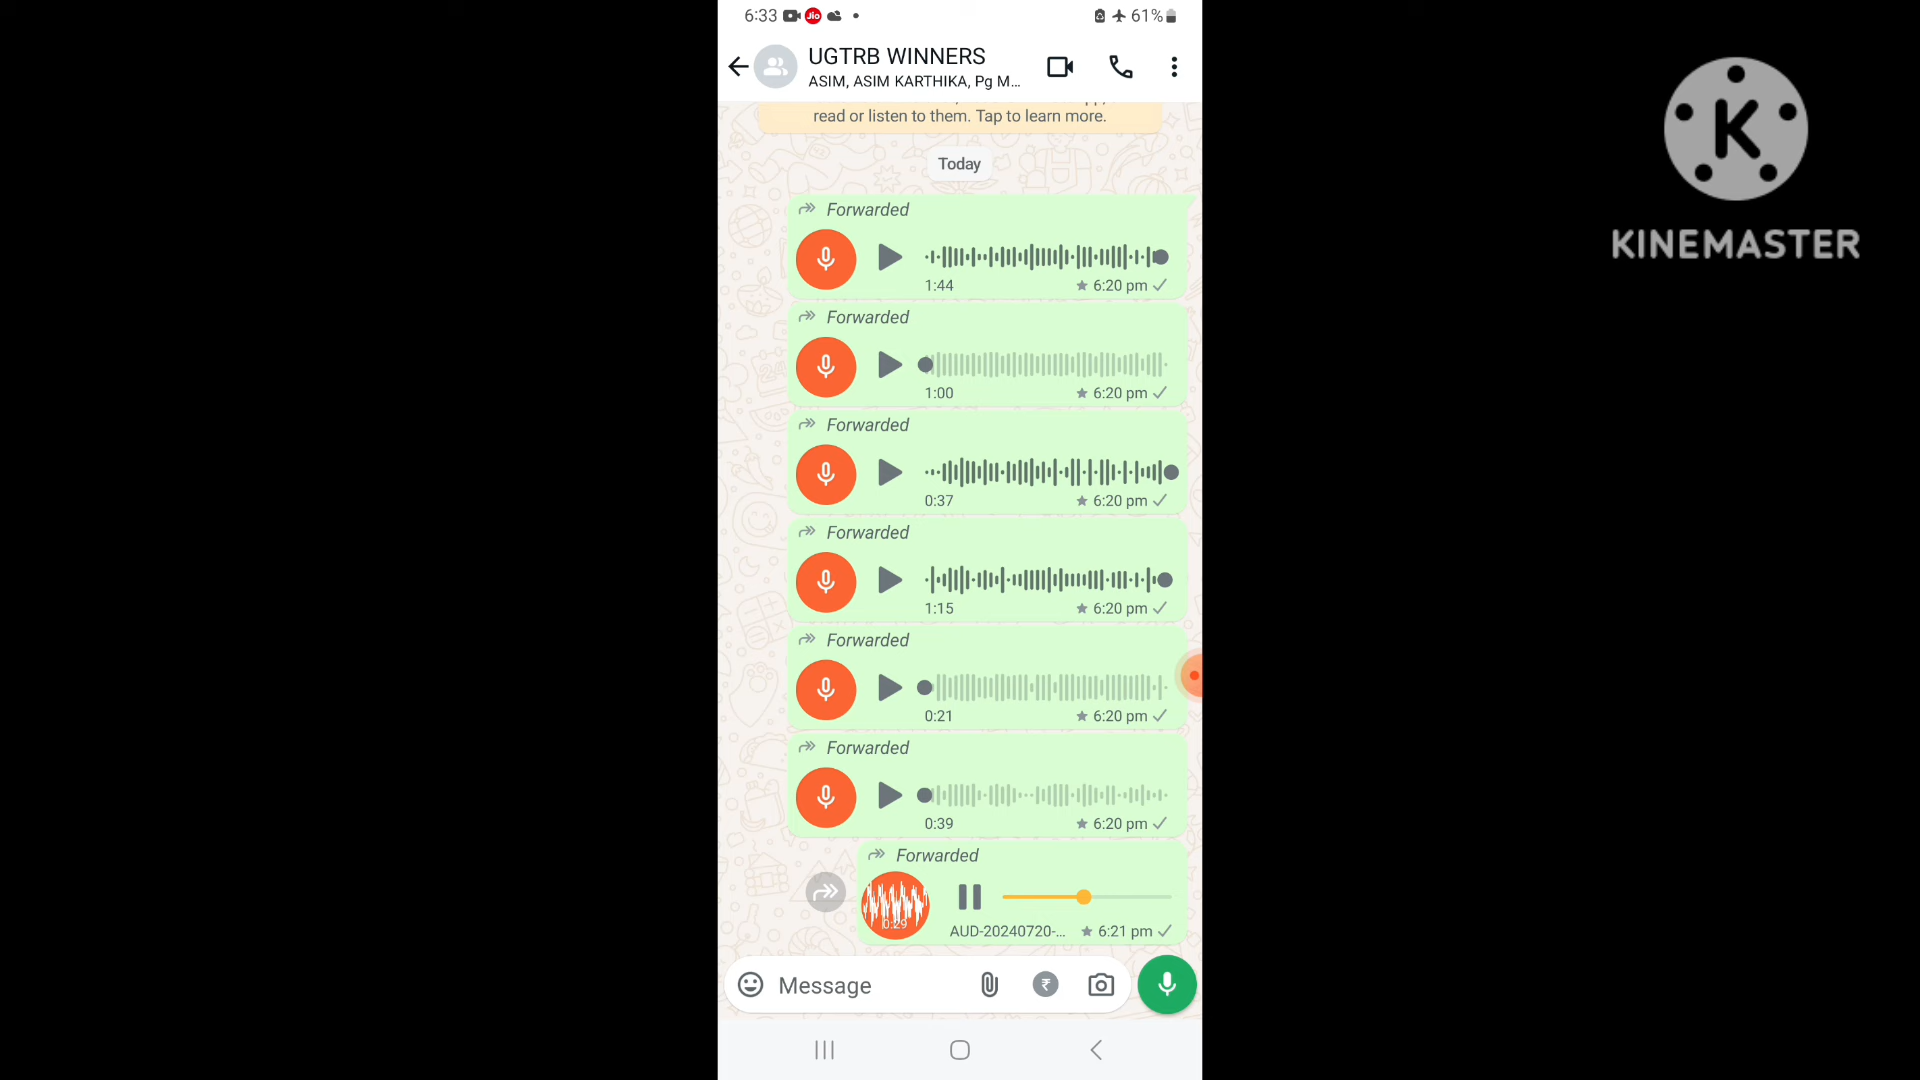 6:33 Jio 61%
UGTRB WINNERS
ASIM, ASIM KARTHIKA, Pg M...
read or listen to them. Tap to learn more.
Today
Forwarded
1:44 6:20 pm
Forwarded
1:00 6:20 pm
Forwarded
0:37 6:20 pm
Forwarded
1:15 6:20 pm
Forwarded
0:21 6:20 pm
Forwarded
0:39 6:20 pm
Forwarded
0:29
AUD-20240720-... 6:21 pm
Message
K
KINEMASTER